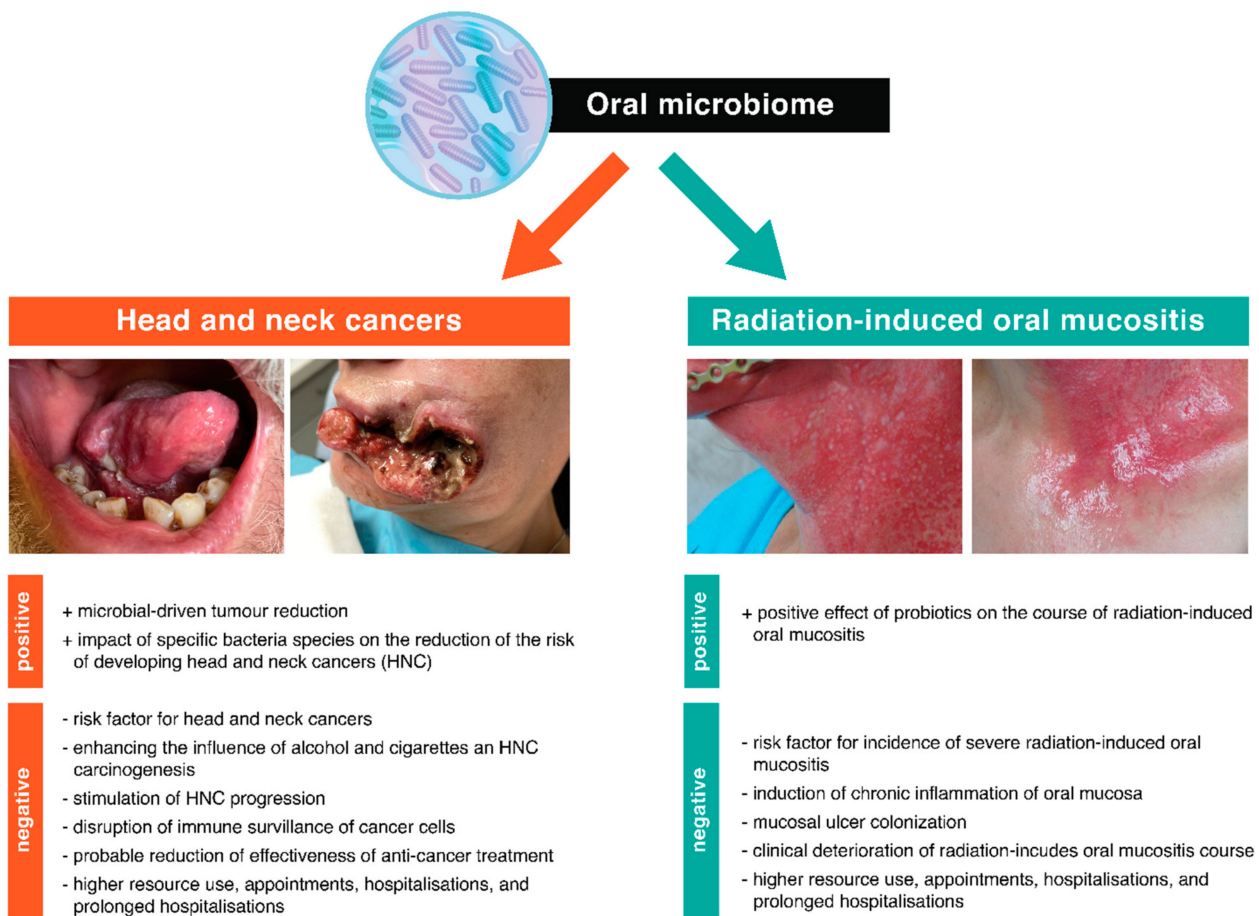 Oral microbiome
Head and neck cancers
positive
+ microbial-driven tumour reduction
+ impact of specific bacteria species on the reduction of the risk
of developing head and neck cancers (HNC)
negative
- risk factor for head and neck cancers
- enhancing the influence of alcohol and cigarettes an HNC
carcinogenesis
- stimulation of HNC progression
- disruption of immune survillance of cancer cells
- probable reduction of effectiveness of anti-cancer treatment
- higher resource use, appointments, hospitalisations, and
prolonged hospitalisations
Radiation-induced oral mucositis
positive
+ positive effect of probiotics on the course of radiation-induced
oral mucositis
negative
- risk factor for incidence of severe radiation-induced oral
mucositis
- induction of chronic inflammation of oral mucosa
- mucosal ulcer colonization
- clinical deterioration of radiation-incudes oral mucositis course
- higher resource use, appointments, hospitalisations, and
prolonged hospitalisations